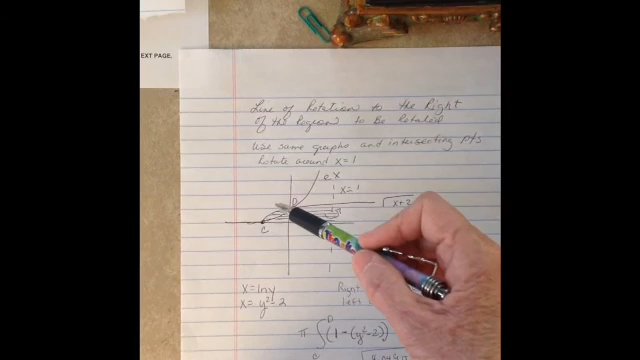 EXT PAGE.
Line of Rotation to the Right
of the Region to Be Rotated
Use same graphs and intersecting pts
Rotate around x = 1
e x
x = 1
D
√x+3
C
x = lny
x = y² - 2
Right
left
D
π ∫ (1 - (y² - 2)
C